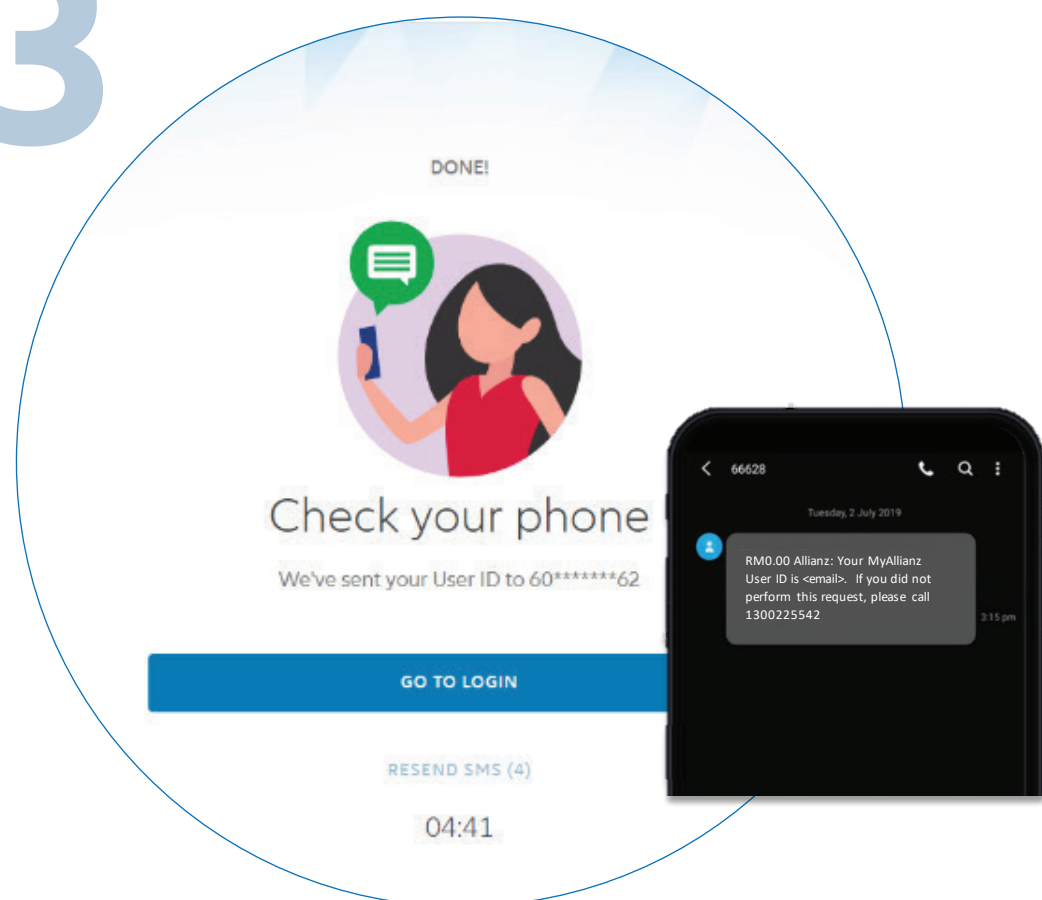 3
DONE!
Check your phone
We've sent your User ID to 60*******62
GO TO LOGIN
RESEND SMS (4)
04:41
66628
Tuesday, 2 July 2019
RM0.00 Allianz: Your MyAllianz
User ID is <email>. If you did not
perform this request, please call
1300225542
3:15 pm